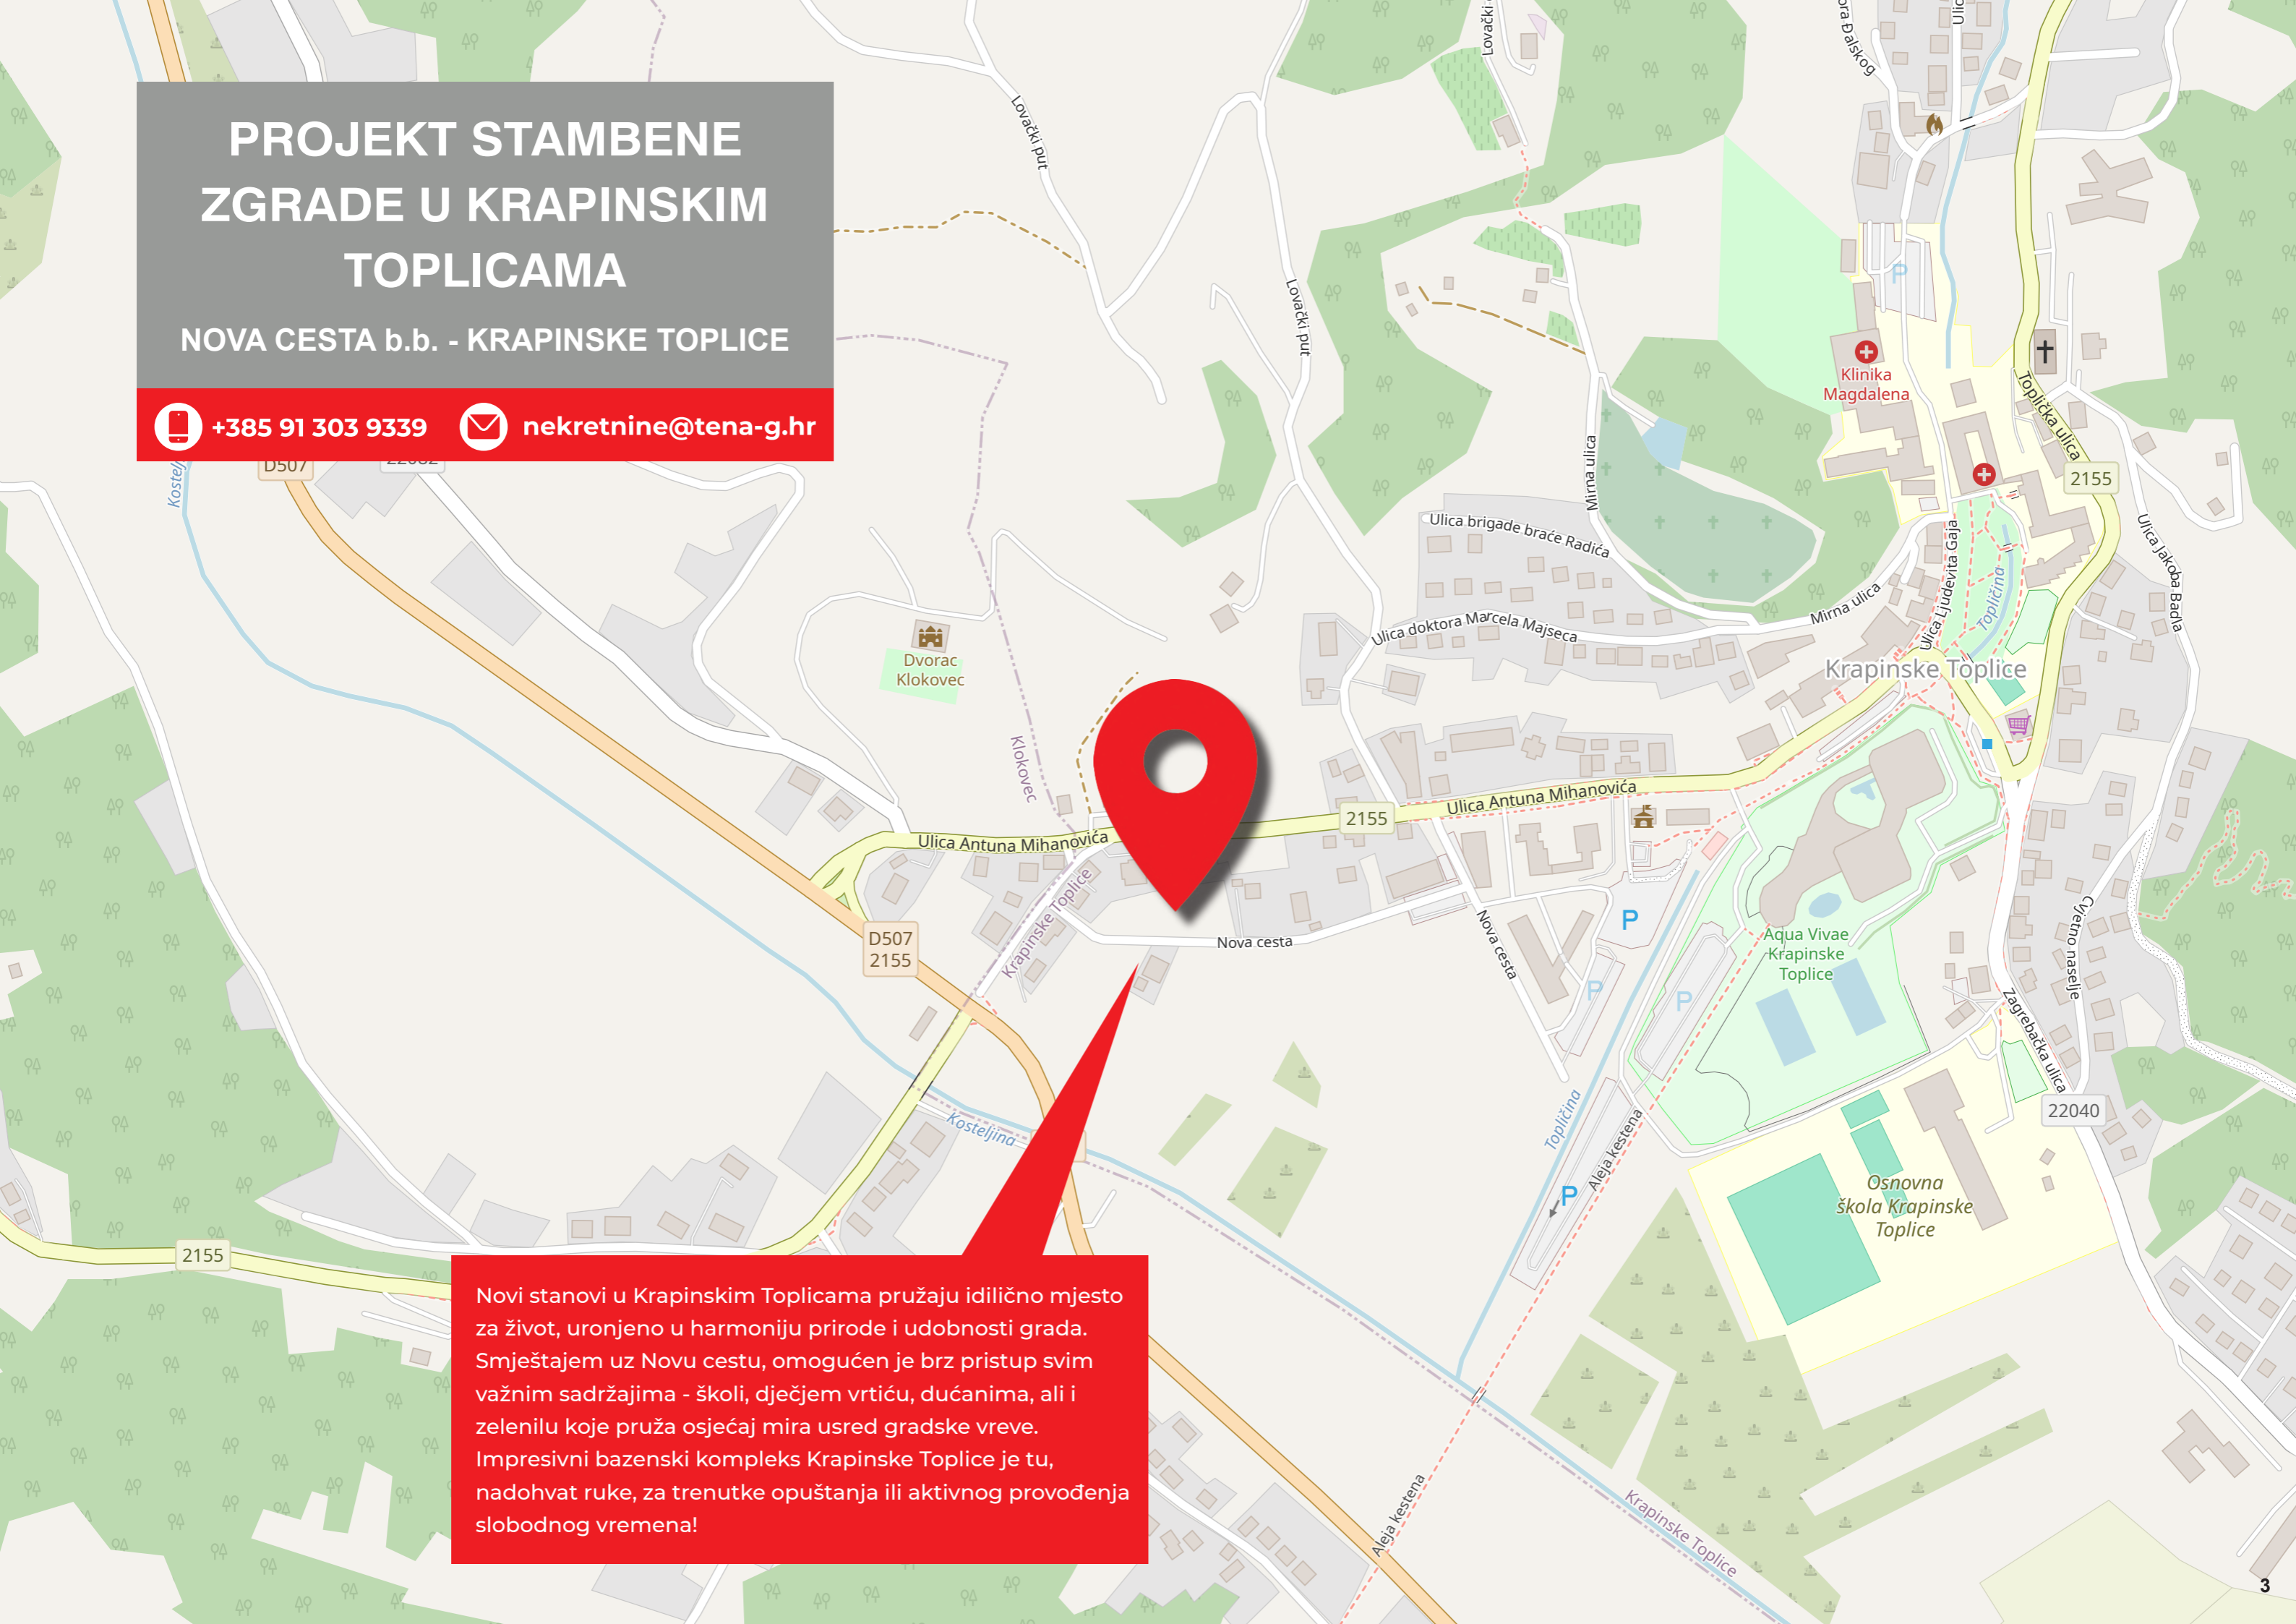 PROJEKT STAMBENE
ZGRADE U KRAPINSKIM
TOPLICAMA
NOVA CESTA b.b. - KRAPINSKE TOPLICE
+385 91 303 9339
nekretnine@tena-g.hr
Lovački put
Lovački put
Lovački
Klinika
Magdalena
Toplička ulica
2155
Mirna ulica
Ulica brigade braće Radića
Ulica doktora Marcela Majseca
Mirna ulica
Ulica Ljudevita Gaja
Topličina
Ulica Jakoba Badla
Krapinske Toplice
D507
Dvorac
Klokovec
Klokovec
Ulica Antuna Mihanovića
2155
Ulica Antuna Mihanovića
Krapinske Toplice
D507
2155
Nova cesta
Nova cesta
P
P
P
P
P
Aqua Vivae
Krapinske
Toplice
Cvjetno naselje
Zagrebačka ulica
22040
Kosteljina
Topličina
Aleja kestena
Osnovna
škola Krapinske
Toplice
2155
Novi stanovi u Krapinskim Toplicama pružaju idilično mjesto
za život, uronjeno u harmoniju prirode i udobnosti grada.
Smještajem uz Novu cestu, omogućen je brz pristup svim
važnim sadržajima - školi, dječjem vrtiću, dućanima, ali i
zelenilu koje pruža osjećaj mira usred gradske vreve.
Impresivni bazenski kompleks Krapinske Toplice je tu,
nadohvat ruke, za trenutke opuštanja ili aktivnog provođenja
slobodnog vremena!
Aleja kestena
Krapinske Toplice
3